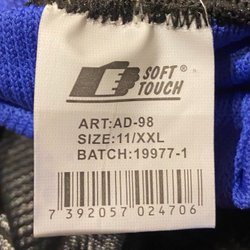 SOFT
TOUCH
ART:AD-98
SIZE:11/XXL
BATCH:19977-1
7 392057 024706